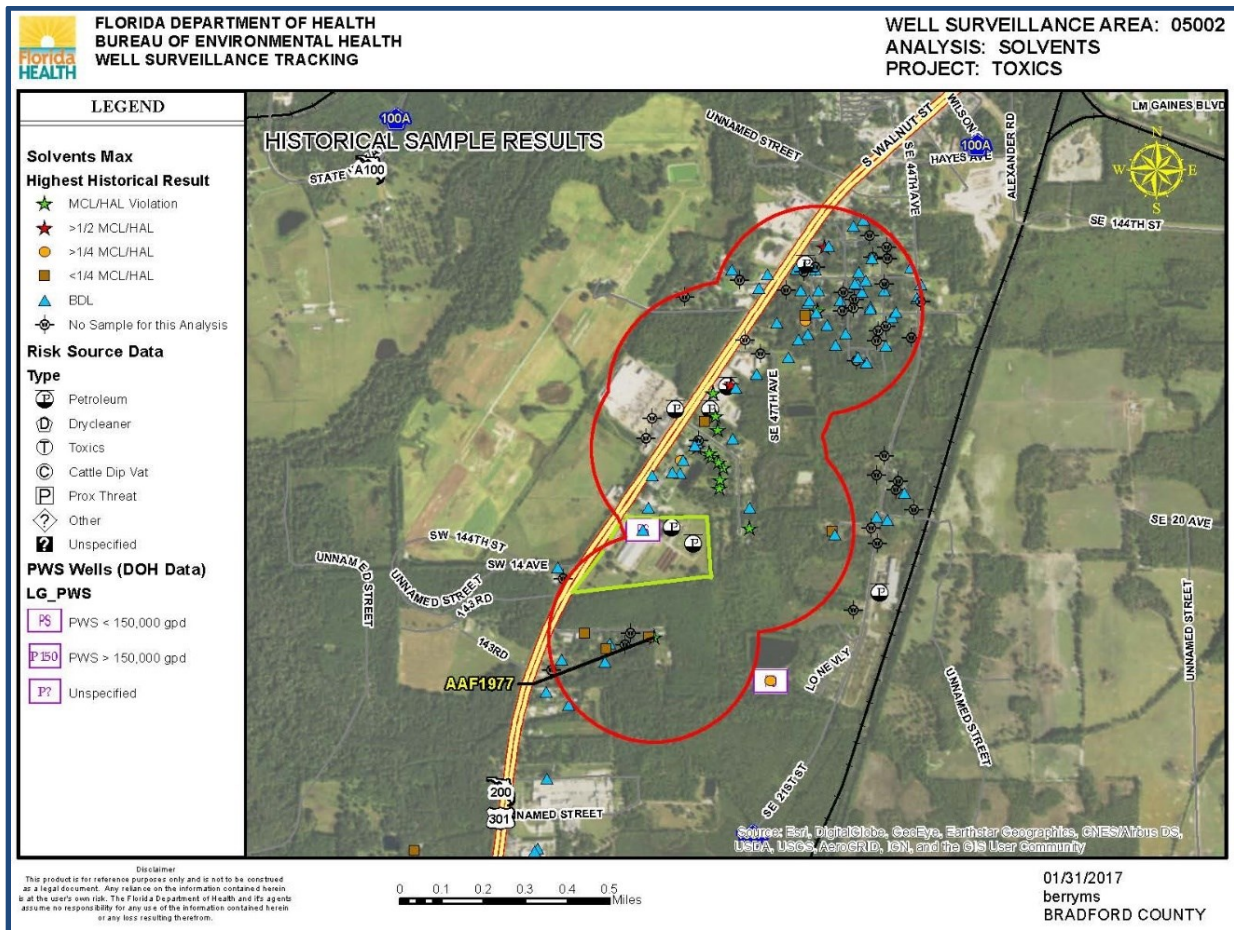 Florida
HEALTH
FLORIDA DEPARTMENT OF HEALTH
BUREAU OF ENVIRONMENTAL HEALTH
WELL SURVEILLANCE TRACKING
WELL SURVEILLANCE AREA: 05002
ANALYSIS: SOLVENTS
PROJECT: TOXICS
LEGEND
Solvents Max
Highest Historical Result
MCL/HAL Violation
>1/2 MCL/HAL
>1/4 MCL/HAL
<1/4 MCL/HAL
BDL
No Sample for this Analysis
Risk Source Data
Type
P Petroleum
D Drycleaner
T Toxics
C Cattle Dip Vat
P Prox Threat
? Other
? Unspecified
PWS Wells (DOH Data)
LG_PWS
PS PWS < 150,000 gpd
P150 PWS > 150,000 gpd
P? Unspecified
HISTORICAL SAMPLE RESULTS
100A
STATE
A100
UNNAMED STREET
S WALNUT ST
WILSON
SE 44TH AVE
HAYES AVE
100A
ALEXANDER RD
LM GAINES BLVD
N
W E
S
SE 144TH ST
SE 47TH AVE
SE 20 AVE
SW 144TH ST
SW 14 AVE
UNNAMED STREET
UNNAMED STREET
143RD
143RD
AAF1977
LONEVLY
UNNAMED STREET
UNNAMED STREET
SE 21ST ST
200
301
NNAMED STREET
Source: Esri, DigitalGlobe, GeoEye, Earthstar Geographics, CNES/Airbus DS,
USDA, USGS, AeroGRID, IGN, and the GIS User Community
Disclaimer
This product is for reference purposes only and is not to be construed
as a legal document. Any reliance on the information contained herein
is at the user's own risk. The Florida Department of Health and it's agents
assume no responsibility for any use of the information contained herein
or any loss resulting therefrom.
0 0.1 0.2 0.3 0.4 0.5
Miles
01/31/2017
berryms
BRADFORD COUNTY